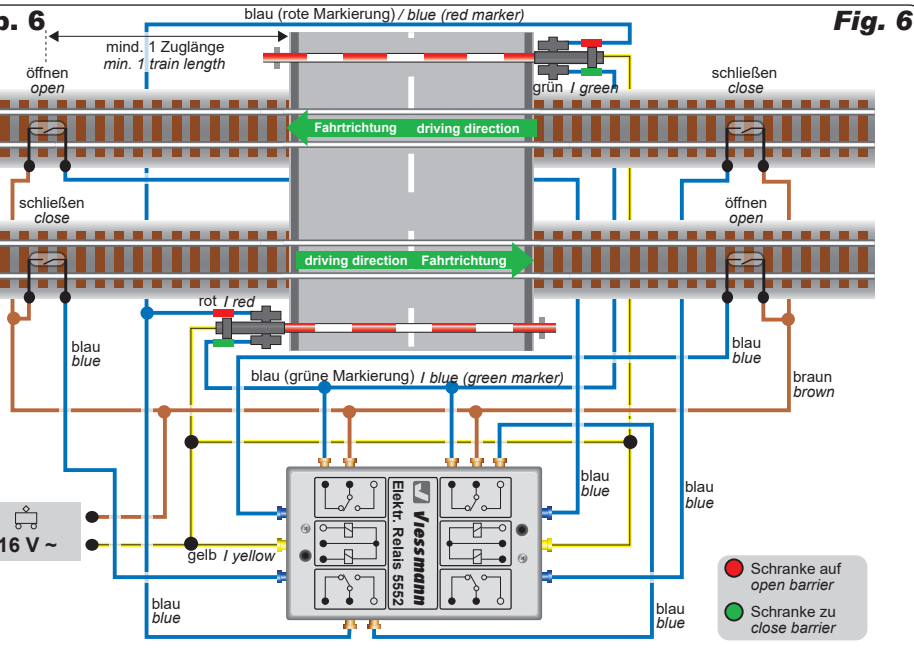 b. 6
Fig. 6
blau (rote Markierung) / blue (red marker)
mind. 1 Zuglänge
min. 1 train length
öffnen
open
grün / green
schließen
close
Fahrtrichtung driving direction
schließen
close
öffnen
open
driving direction Fahrtrichtung
rot / red
blau
blue
blau
blue
blau (grüne Markierung) / blue (green marker)
braun
brown
blau
blue
blau
blue
16 V ~
gelb / yellow
Elektr. Relais 5552
viessmann
blau
blue
blau
blue
Schranke auf
open barrier
Schranke zu
close barrier